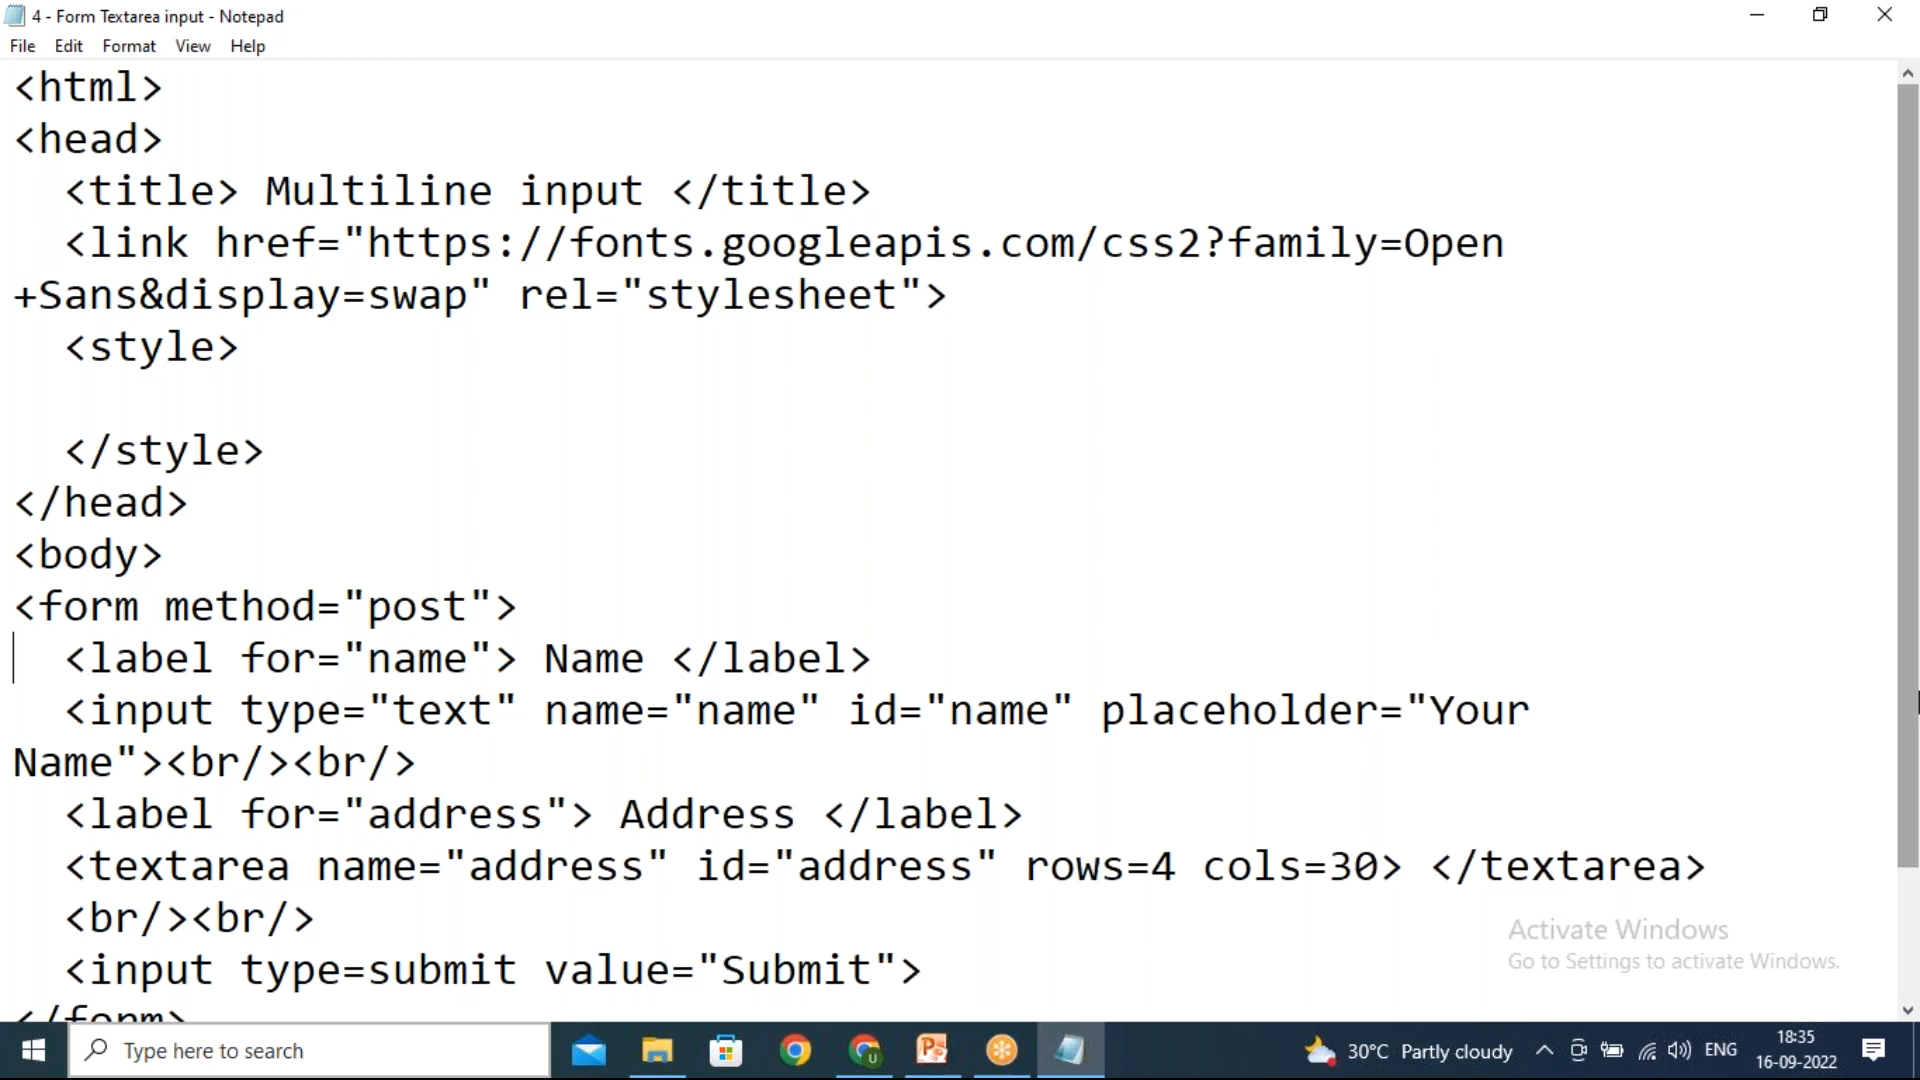 4 - Form Textarea input - Notepad
File Edit Format View Help
<html>
<head>
  <title> Multiline input </title>
  <link href="https://fonts.googleapis.com/css2?family=Open
+Sans&display=swap" rel="stylesheet">
  <style>
  </style>
</head>
<body>
<form method="post">
  <label for="name"> Name </label>
  <input type="text" name="name" id="name" placeholder="Your
Name"><br/><br/>
  <label for="address"> Address </label>
  <textarea name="address" id="address" rows=4 cols=30> </textarea>
  <br/><br/>
  <input type=submit value="Submit">
</form>
Activate Windows
Go to Settings to activate Windows.
Type here to search
U
P
30°C Partly cloudy
ENG
18:35
16-09-2022